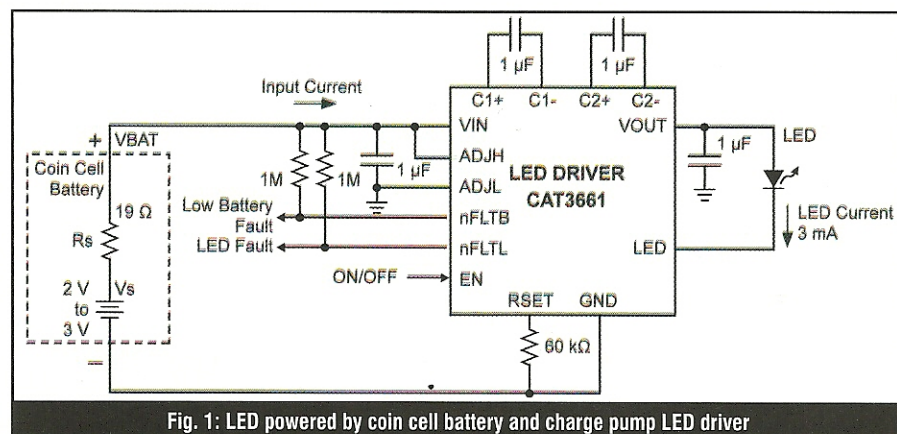 1 µF
1 µF
Input Current
C1+
C1-
C2+
C2-
+
VBAT
VIN
VOUT
LED
Coin Cell
Battery
1M
1M
1 µF
ADJH
ADJL
LED DRIVER
CAT3661
1 µF
19 Ω
Rs
Low Battery
Fault
nFLTB
LED Current
3 mA
LED Fault
nFLTL
LED
ON/OFF
EN
2 V
to
3 V
Vs
RSET
GND
60 kΩ
–
Fig. 1: LED powered by coin cell battery and charge pump LED driver